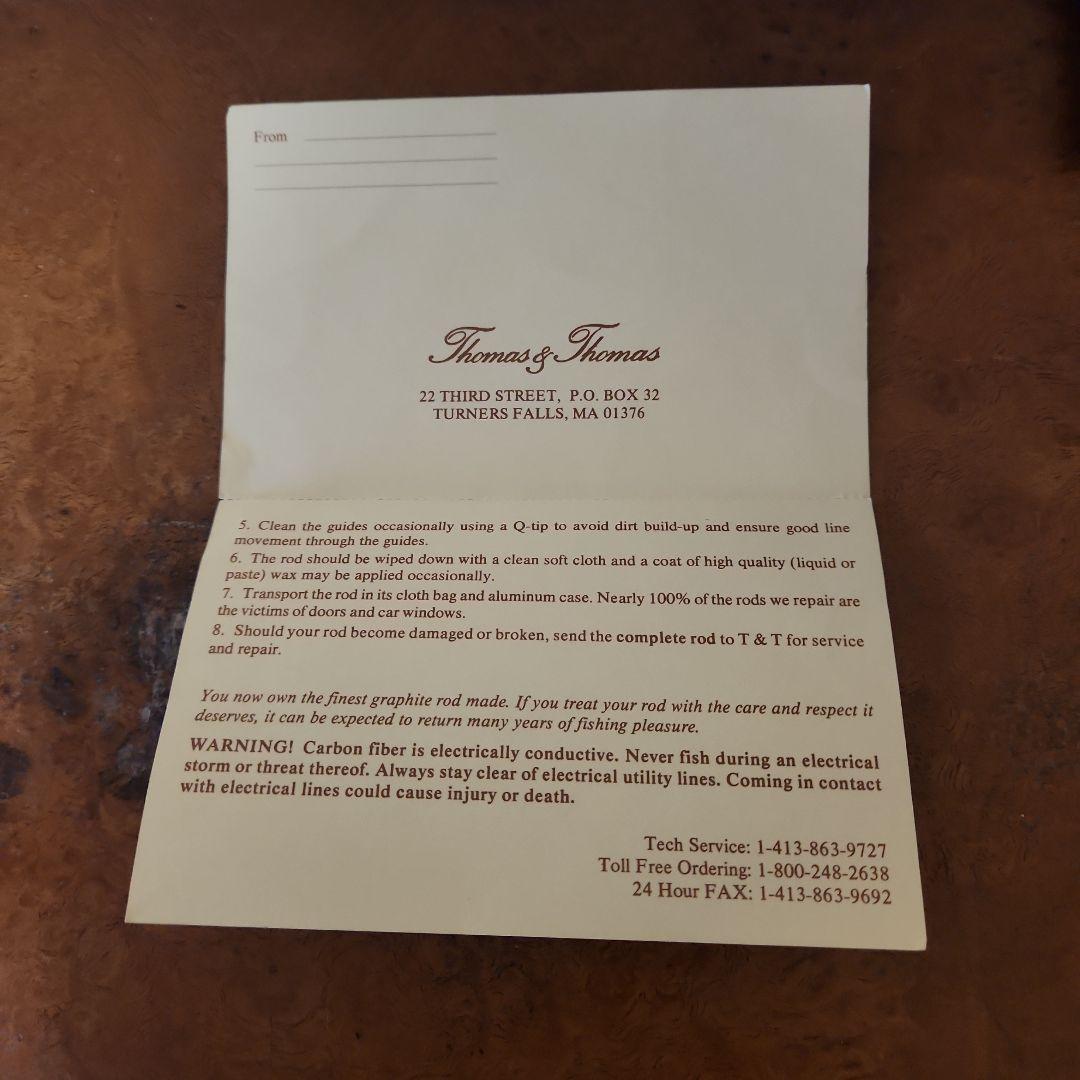 From
Thomas & Thomas
22 THIRD STREET, P.O. BOX 32
TURNERS FALLS, MA 01376
5. Clean the guides occasionally using a Q-tip to avoid dirt build-up and ensure good line
movement through the guides.
6. The rod should be wiped down with a clean soft cloth and a coat of high quality (liquid or
paste) wax may be applied occasionally.
7. Transport the rod in its cloth bag and aluminum case. Nearly 100% of the rods we repair are
the victims of doors and car windows.
8. Should your rod become damaged or broken, send the complete rod to T & T for service
and repair.
You now own the finest graphite rod made. If you treat your rod with the care and respect it
deserves, it can be expected to return many years of fishing pleasure.
WARNING! Carbon fiber is electrically conductive. Never fish during an electrical
storm or threat thereof. Always stay clear of electrical utility lines. Coming in contact
with electrical lines could cause injury or death.
Tech Service: 1-413-863-9727
Toll Free Ordering: 1-800-248-2638
24 Hour FAX: 1-413-863-9692